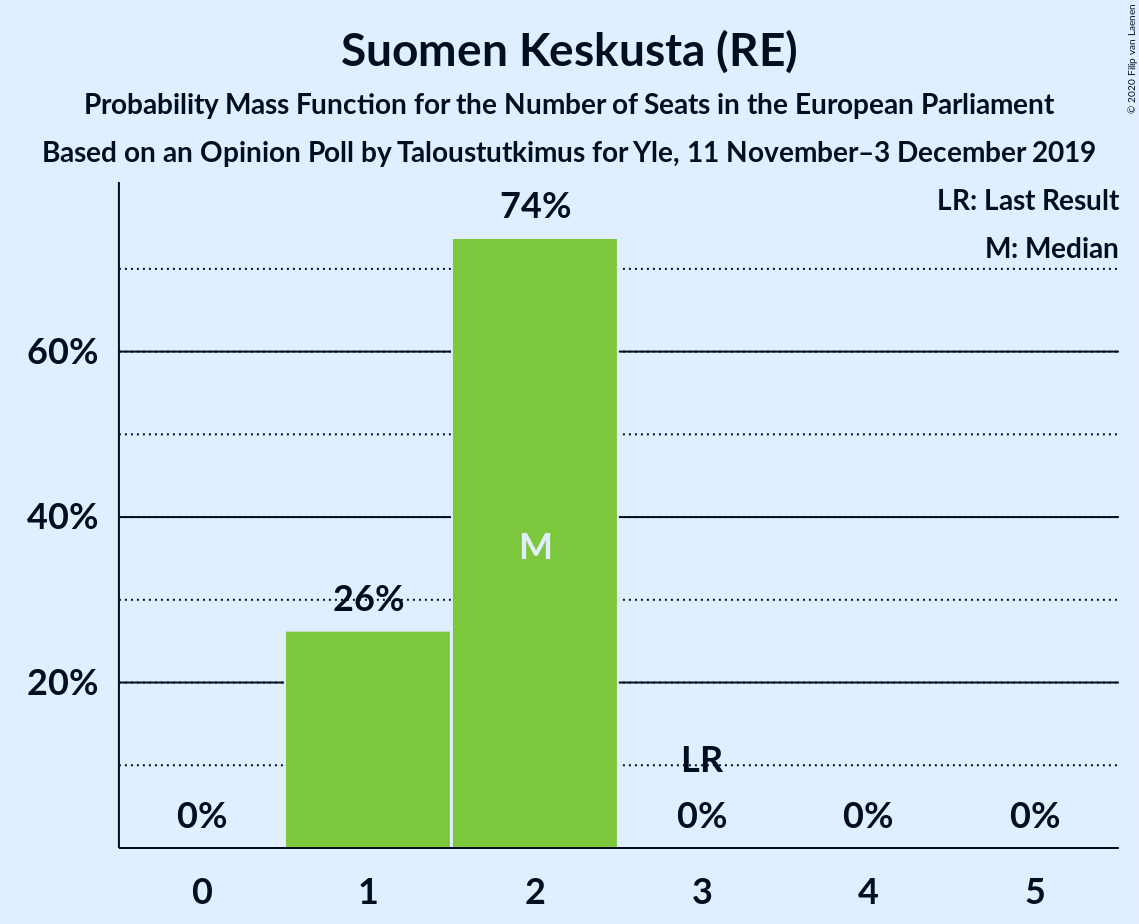 Suomen Keskusta (RE)
Probability Mass Function for the Number of Seats in the European Parliament
Based on an Opinion Poll by Taloustutkimus for Yle, 11 November–3 December 2019
© 2020 Filip van Laenen
LR: Last Result
M: Median
74%
60%
40%
M
26%
20%
LR
0%
0%
0%
0%
0
1
2
3
4
5